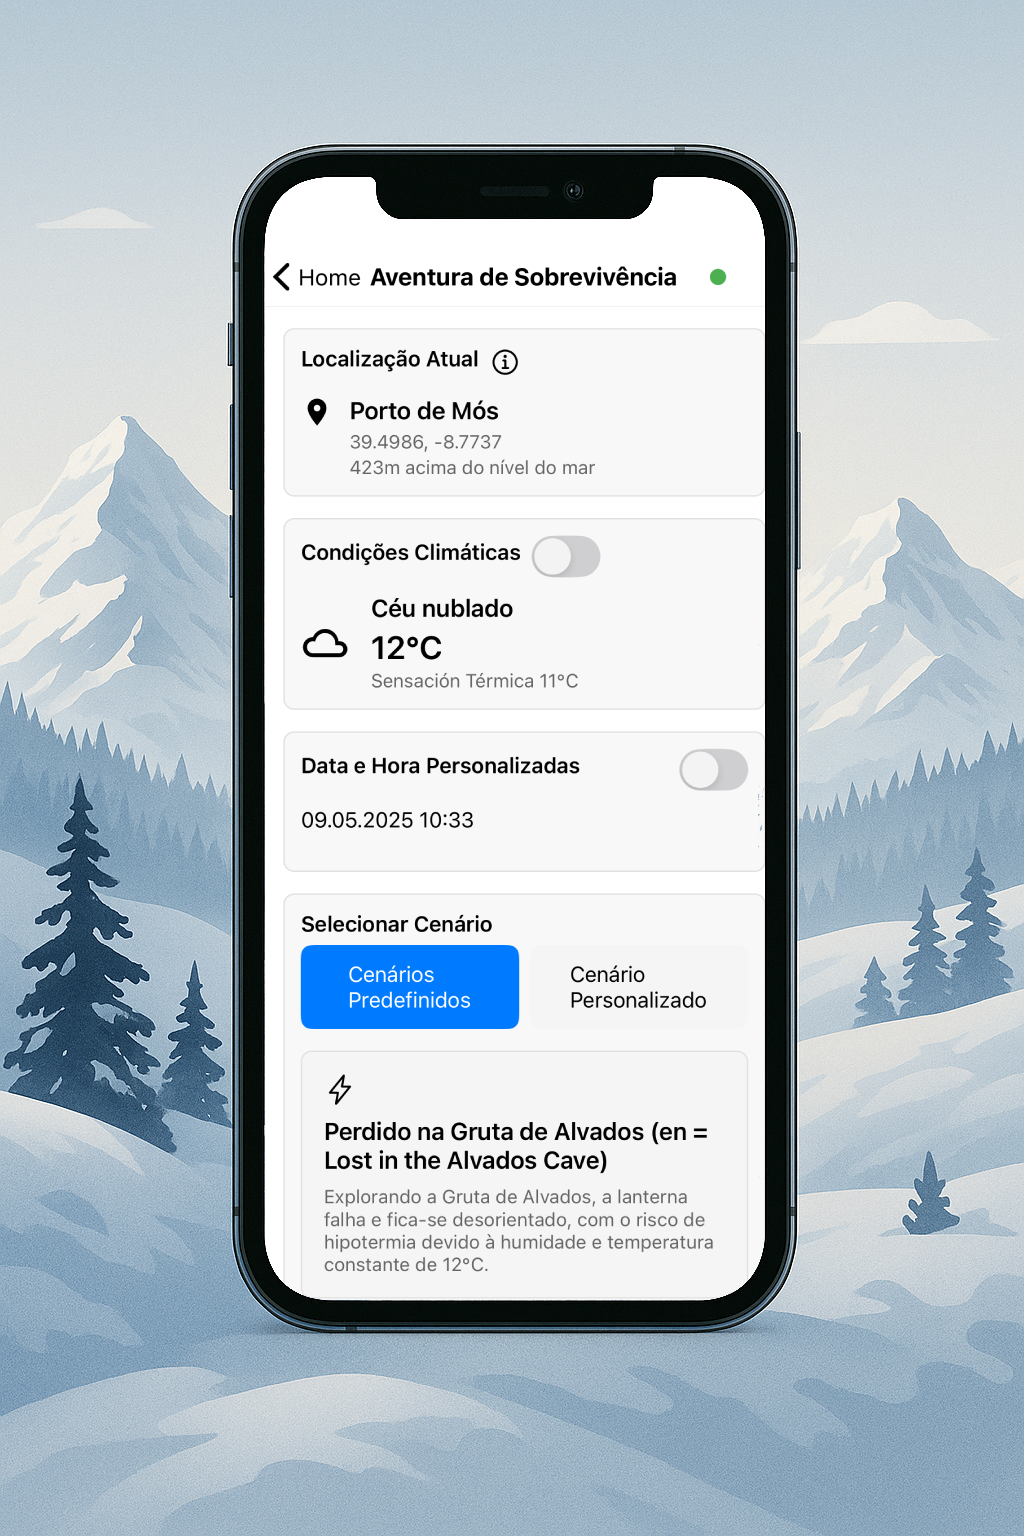 Home Aventura de Sobrevivência
Localização Atual
Porto de Mós
39.4986, -8.7737
423m acima do nível do mar
Condições Climáticas
Céu nublado
12°C
Sensación Térmica 11°C
Data e Hora Personalizadas
09.05.2025 10:33
Selecionar Cenário
Cenários
Predefinidos
Cenário
Personalizado
Perdido na Gruta de Alvados (en =
Lost in the Alvados Cave)
Explorando a Gruta de Alvados, a lanterna
falha e fica-se desorientado, com o risco de
hipotermia devido à humidade e temperatura
constante de 12°C.